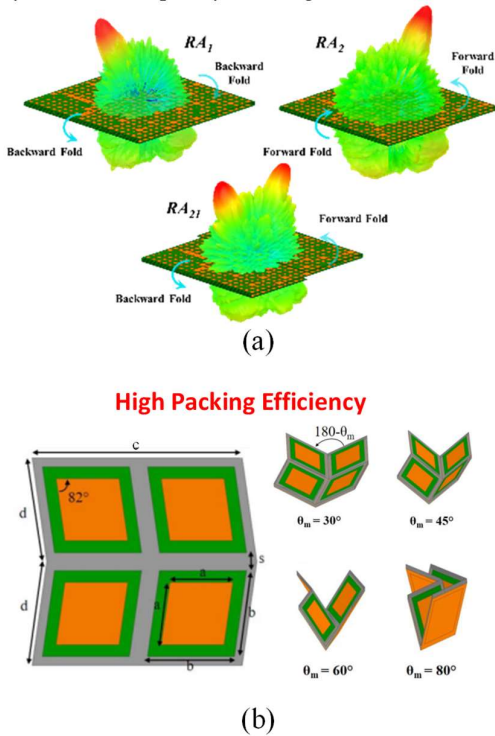 RA1
Backward
Fold
Backward Fold
RA2
Forward
Fold
Forward Fold
RA21
Forward Fold
Backward Fold
(a)
High Packing Efficiency
c
d
82°
d
s
a
a
b
b
180-θm
θm = 30°
θm = 45°
θm = 60°
θm = 80°
(b)